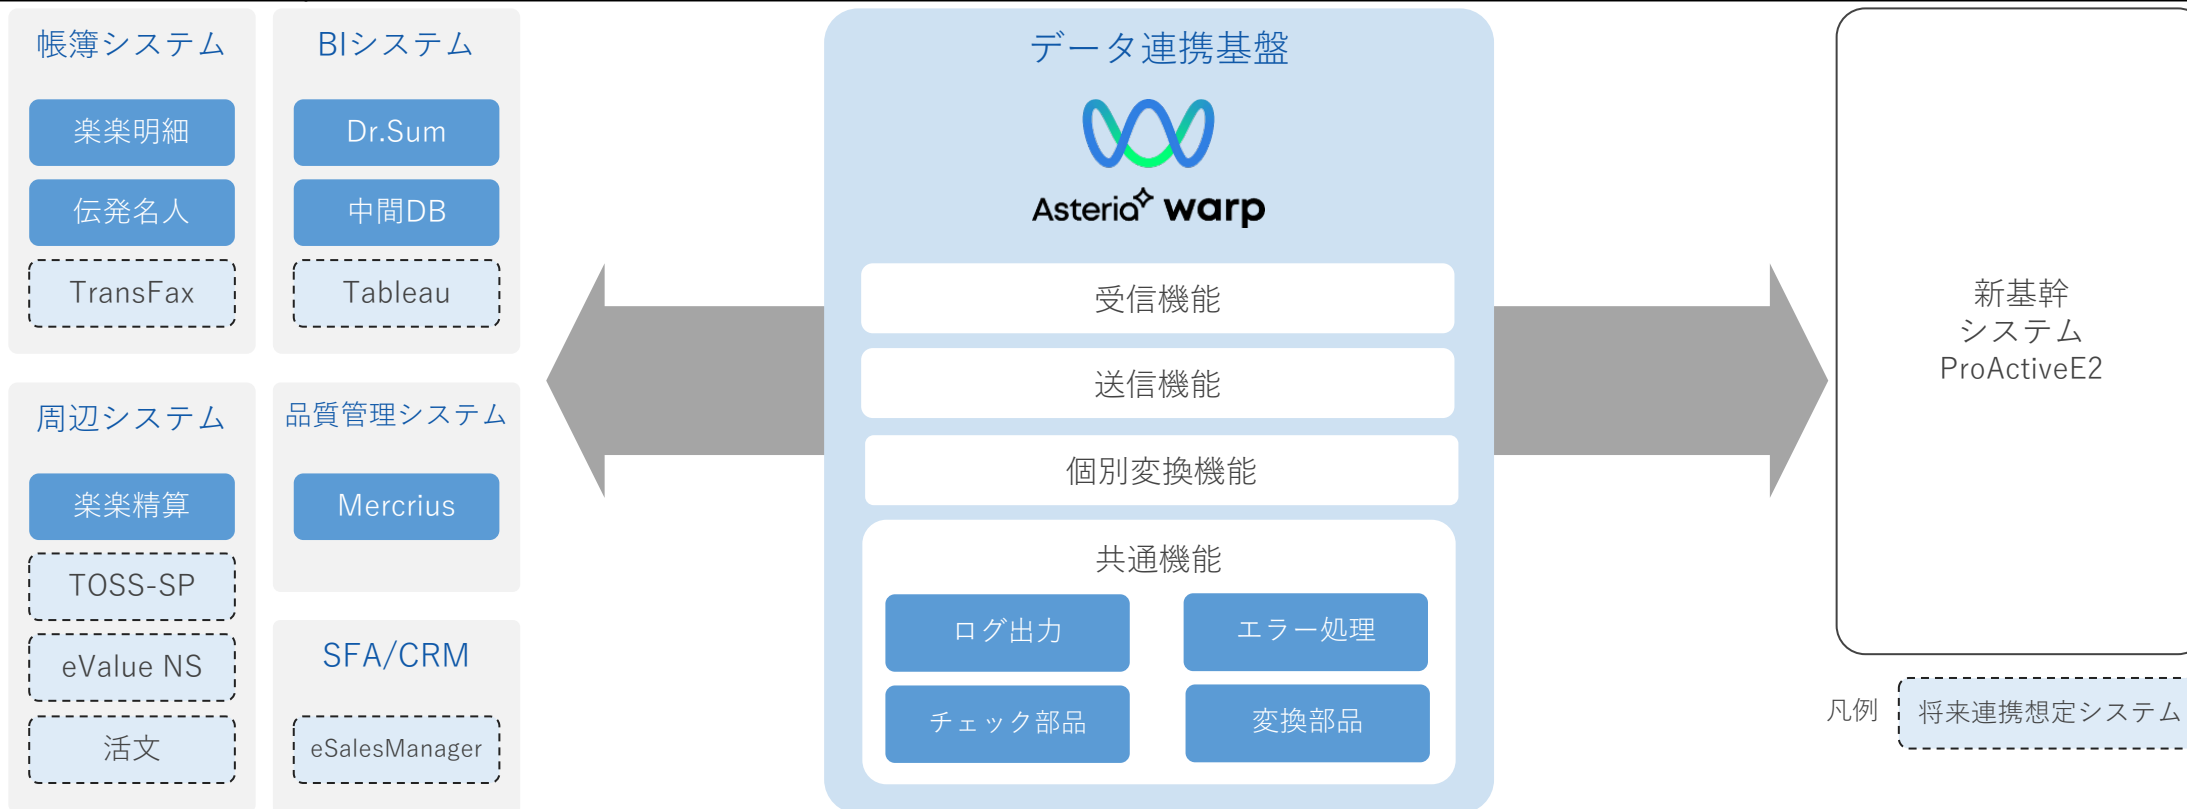 帳簿システム
楽楽明細
伝発名人
TransFax
BIシステム
Dr.Sum
中間DB
Tableau
周辺システム
楽楽精算
TOSS-SP
eValue NS
活文
品質管理システム
Mercrius
SFA/CRM
eSalesManager
データ連携基盤
Asteria warp
受信機能
送信機能
個別変換機能
共通機能
ログ出力
エラー処理
チェック部品
変換部品
新基幹
システム
ProActiveE2
凡例
将来連携想定システム